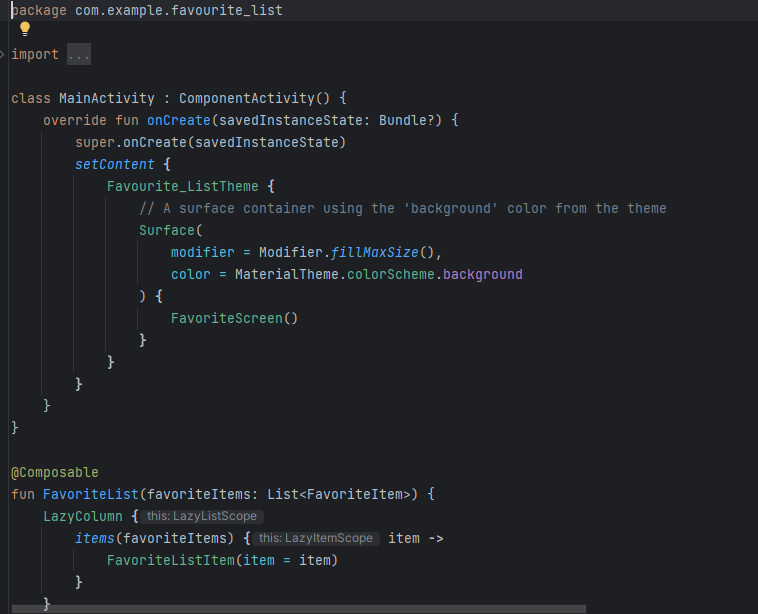 package com.example.favourite_list
import ...
class MainActivity : ComponentActivity() {
    override fun onCreate(savedInstanceState: Bundle?) {
        super.onCreate(savedInstanceState)
        setContent {
            Favourite_ListTheme {
                // A surface container using the 'background' color from the theme
                Surface(
                    modifier = Modifier.fillMaxSize(),
                    color = MaterialTheme.colorScheme.background
                ) {
                    FavoriteScreen()
                }
            }
        }
    }
}
@Composable
fun FavoriteList(favoriteItems: List<FavoriteItem>) {
    LazyColumn { this: LazyListScope
        items(favoriteItems) { this: LazyItemScope item ->
            FavoriteListItem(item = item)
        }
    }